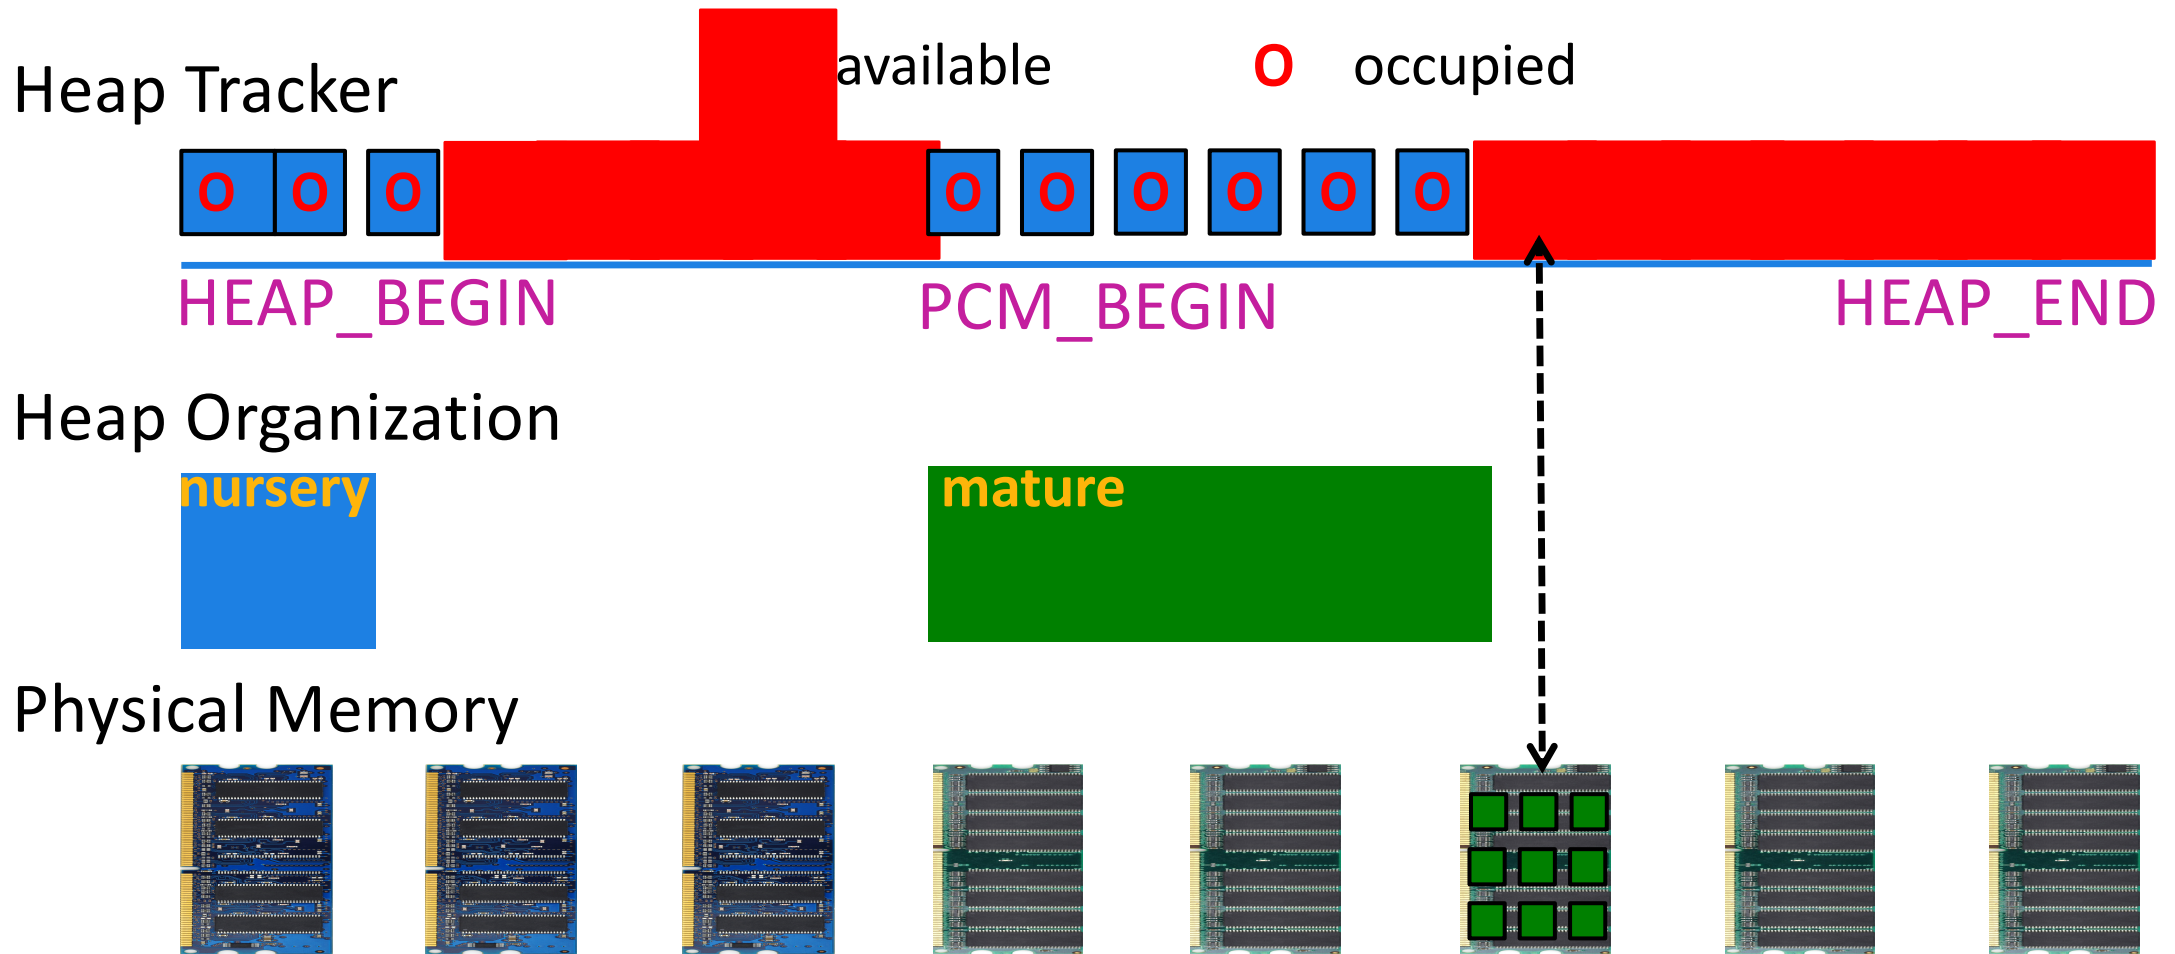 available O occupied
Heap Tracker
O O O O O O O O O
HEAP_BEGIN PCM_BEGIN HEAP_END
Heap Organization
nursery mature
Physical Memory